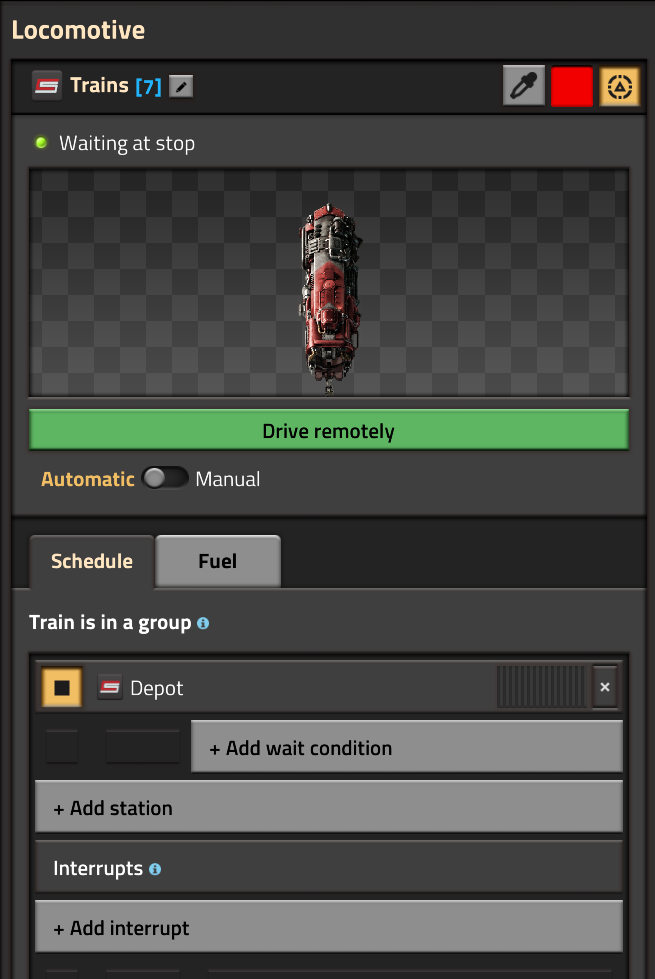 Locomotive
Trains [7]
Waiting at stop
Drive remotely
Automatic Manual
Schedule Fuel
Train is in a group
Depot
+ Add wait condition
+ Add station
Interrupts
+ Add interrupt